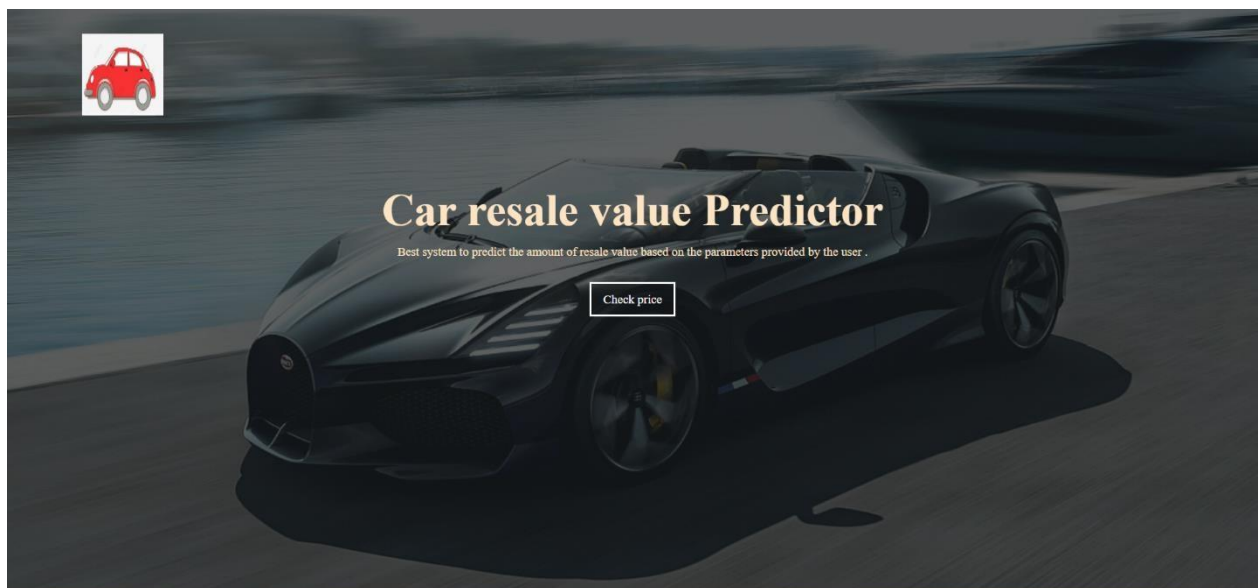 Car resale value Predictor
Best system to predict the amount of resale value based on the parameters provided by the user .
Check price